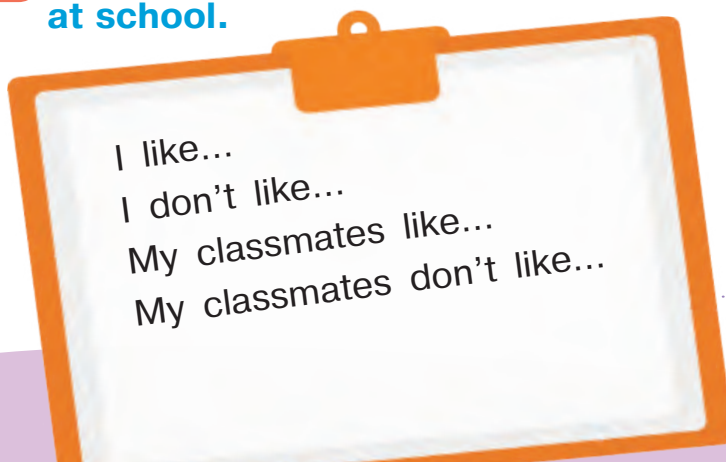 at school.
I like...
I don't like...
My classmates like...
My classmates don't like...